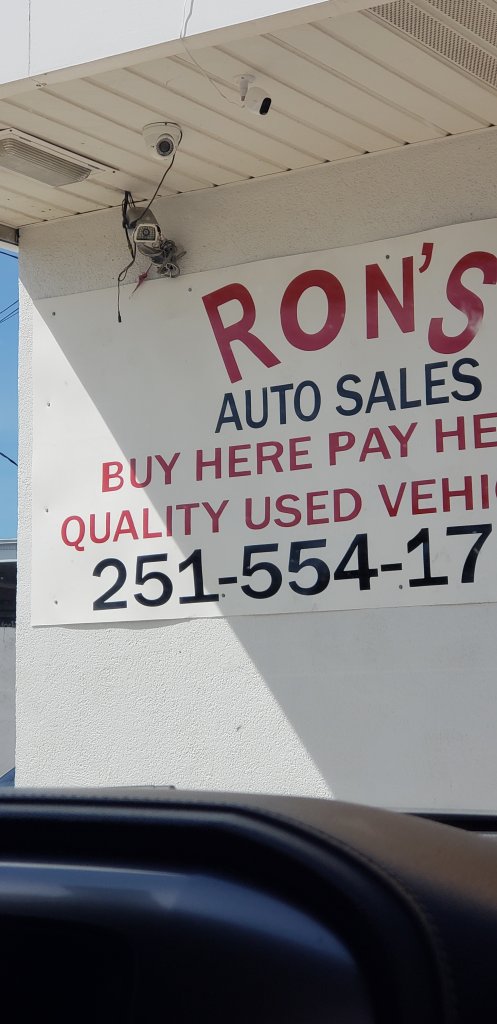 RON'S
AUTO SALES
BUY HERE PAY HE
QUALITY USED VEHIC
251-554-17